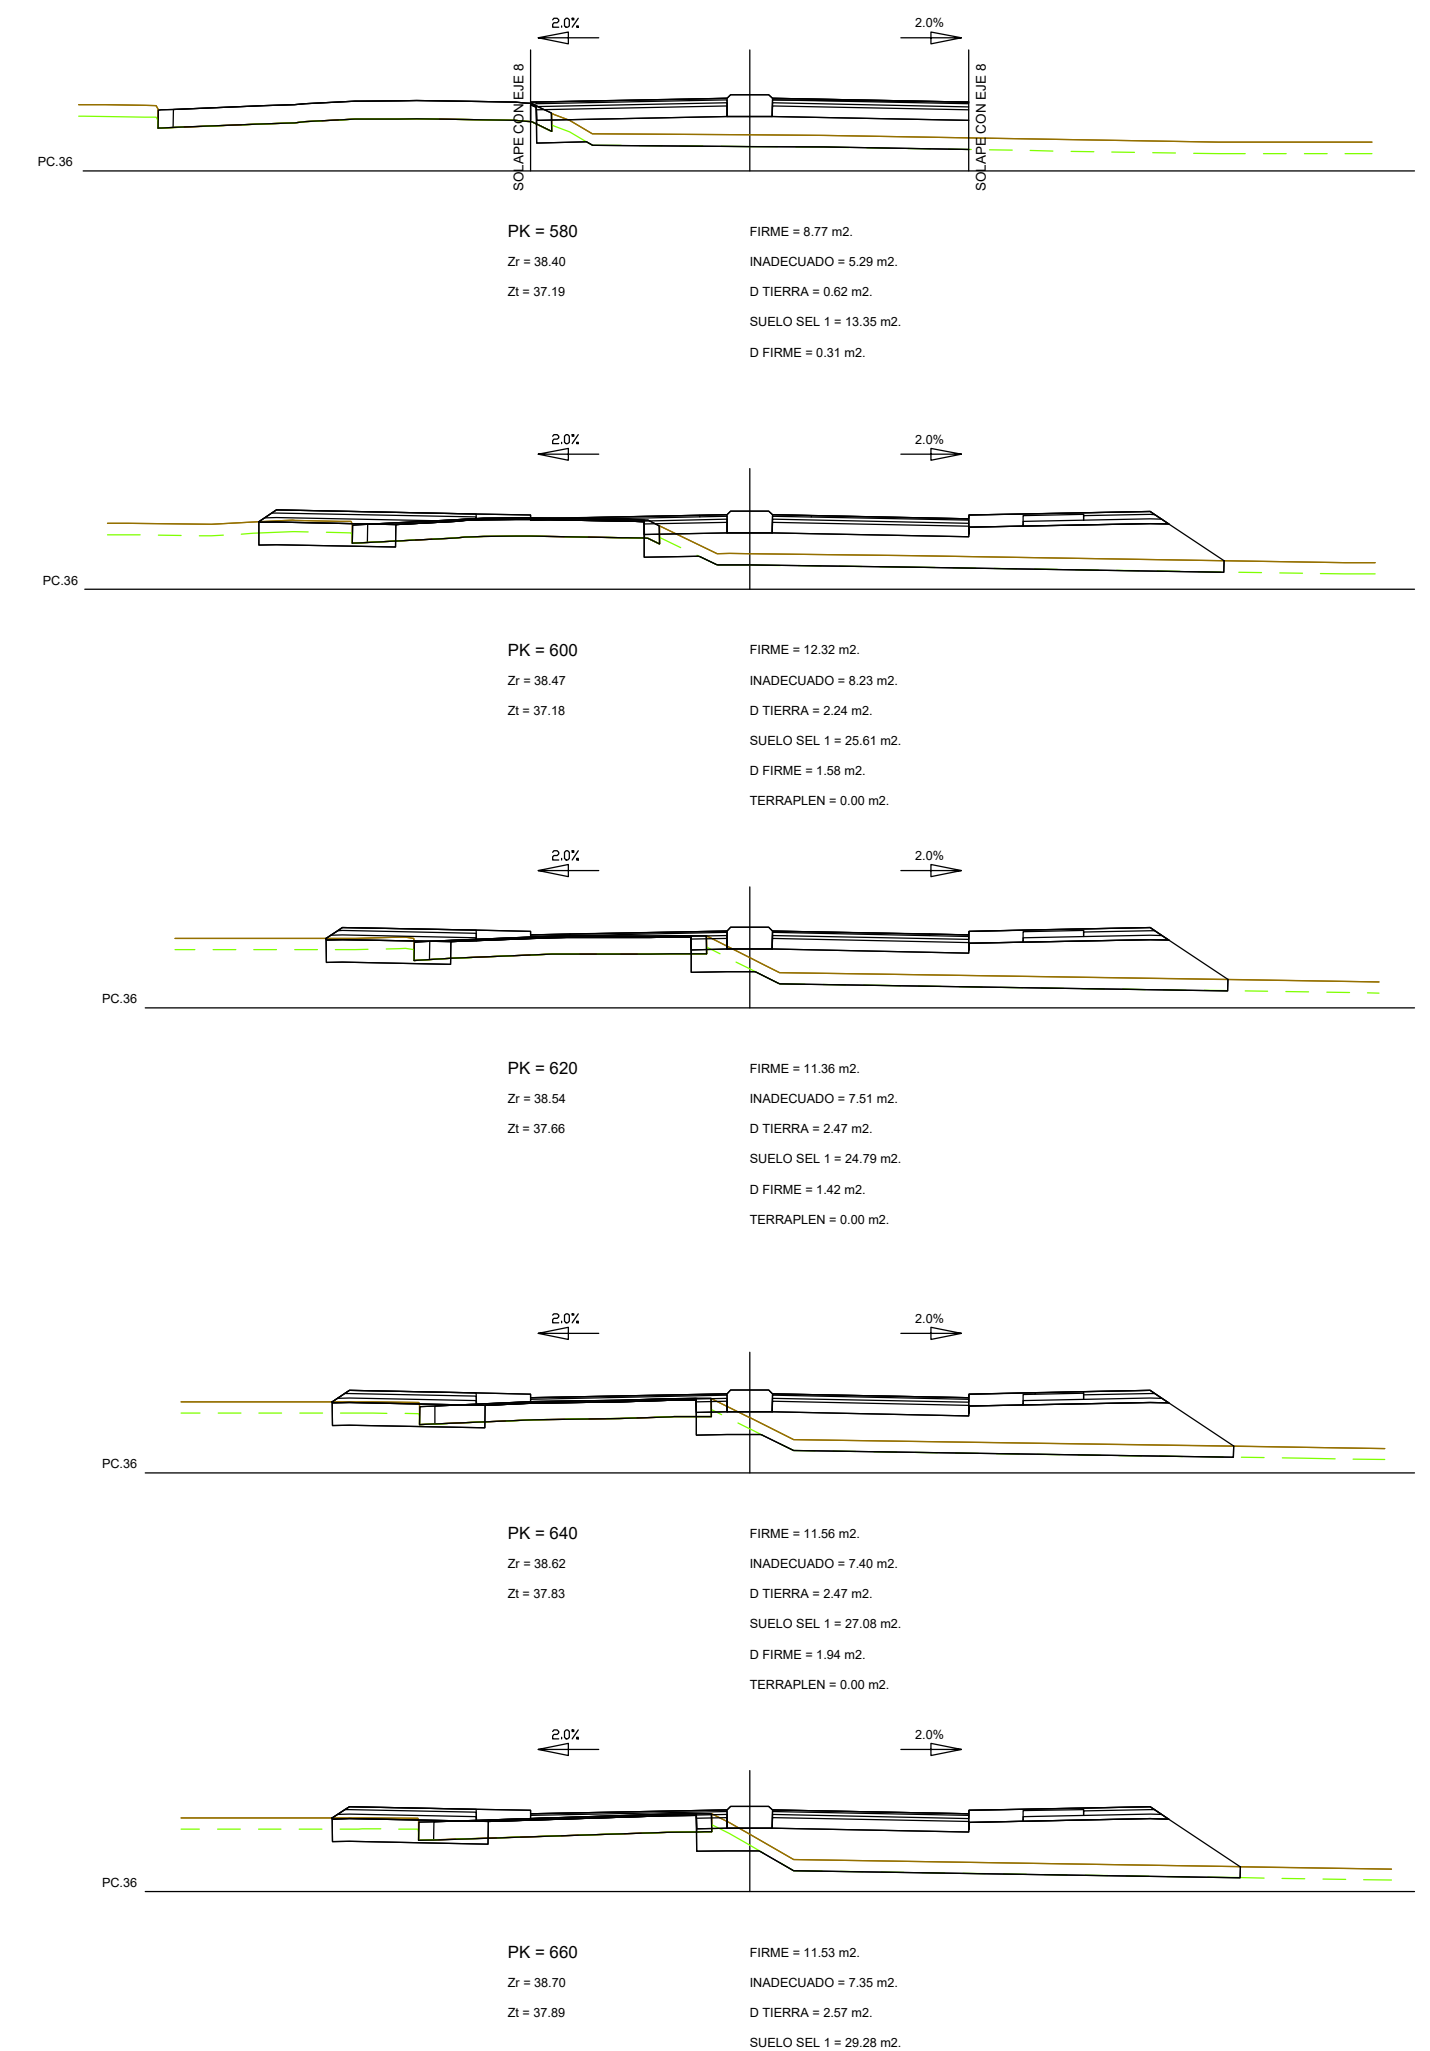 2.0% 2.0%
SOLAPE CON EJE 8
SOLAPE CON EJE 8
PC.36
PK = 580 FIRME = 8.77 m2.
Zr = 38.40 INADECUADO = 5.29 m2.
Zt = 37.19 D TIERRA = 0.62 m2.
SUELO SEL 1 = 13.35 m2.
D FIRME = 0.31 m2.
2.0% 2.0%
PC.36
PK = 600 FIRME = 12.32 m2.
Zr = 38.47 INADECUADO = 8.23 m2.
Zt = 37.18 D TIERRA = 2.24 m2.
SUELO SEL 1 = 25.61 m2.
D FIRME = 1.58 m2.
TERRAPLEN = 0.00 m2.
2.0% 2.0%
PC.36
PK = 620 FIRME = 11.36 m2.
Zr = 38.54 INADECUADO = 7.51 m2.
Zt = 37.66 D TIERRA = 2.47 m2.
SUELO SEL 1 = 24.79 m2.
D FIRME = 1.42 m2.
TERRAPLEN = 0.00 m2.
2.0% 2.0%
PC.36
PK = 640 FIRME = 11.56 m2.
Zr = 38.62 INADECUADO = 7.40 m2.
Zt = 37.83 D TIERRA = 2.47 m2.
SUELO SEL 1 = 27.08 m2.
D FIRME = 1.94 m2.
TERRAPLEN = 0.00 m2.
2.0% 2.0%
PC.36
PK = 660 FIRME = 11.53 m2.
Zr = 38.70 INADECUADO = 7.35 m2.
Zt = 37.89 D TIERRA = 2.57 m2.
SUELO SEL 1 = 29.28 m2.